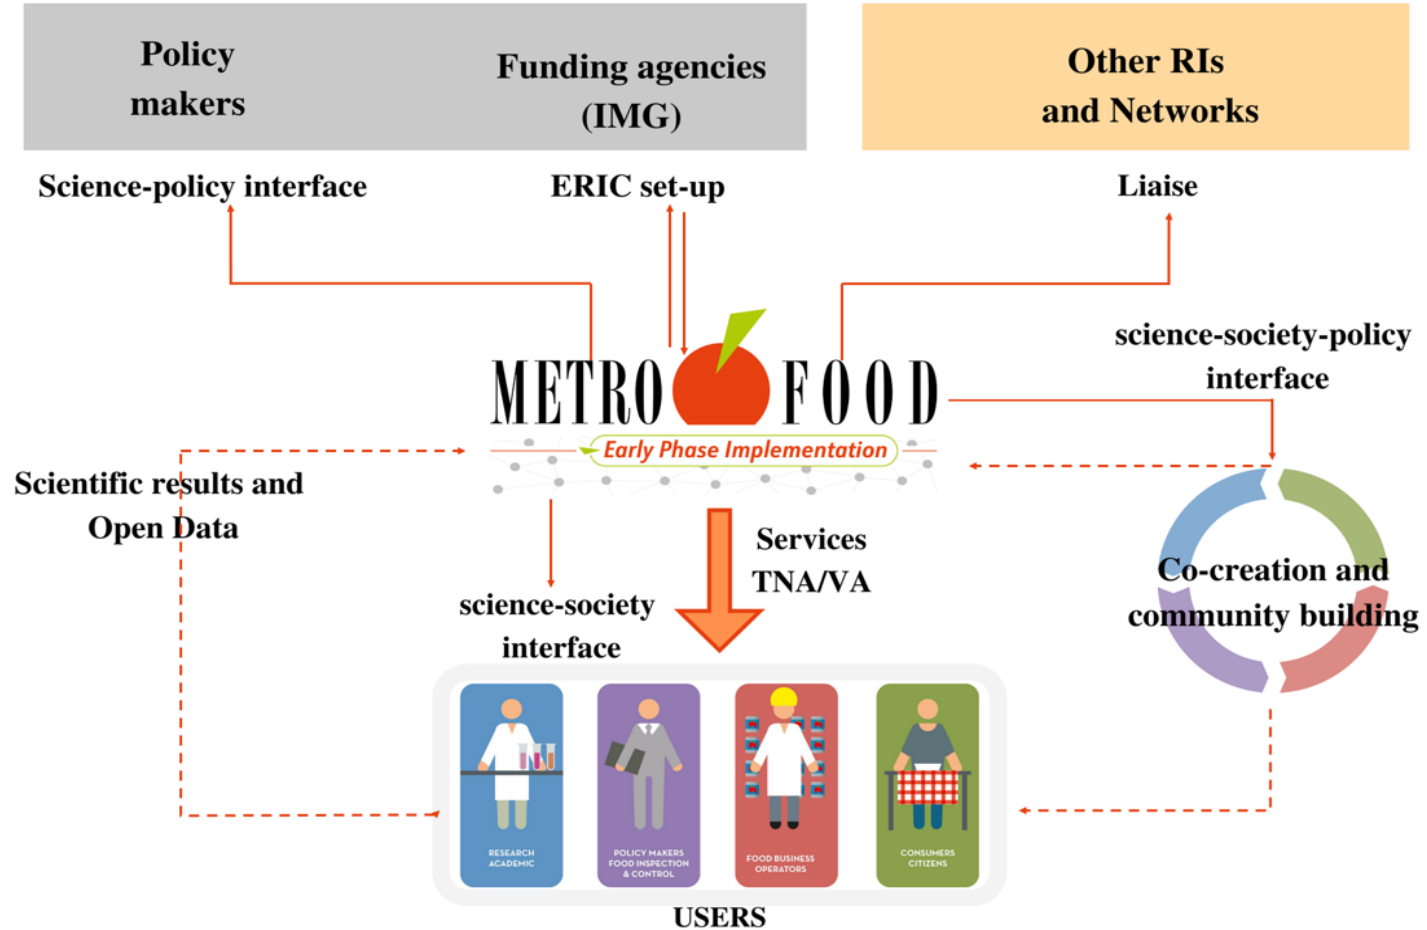 Policy
makers
Funding agencies
(IMG)
Other RIs
and Networks
Science-policy interface
ERIC set-up
Liaise
science-society-policy
interface
METRO FOOD
Early Phase Implementation
Scientific results and
Open Data
Services
TNA/VA
science-society
interface
Co-creation and
community building
RESEARCH
ACADEMIC
POLICY MAKERS
FOOD INSPECTION
& CONTROL
FOOD BUSINESS
OPERATORS
CONSUMERS
CITIZENS
USERS